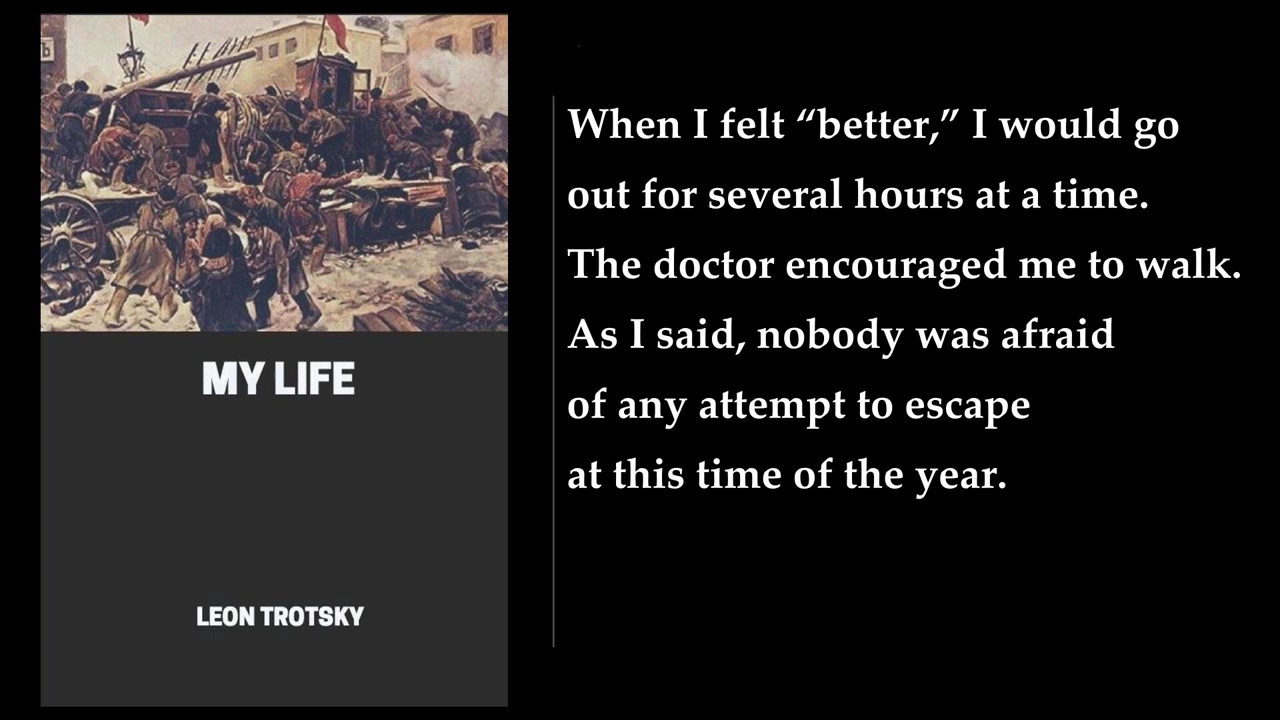 MY LIFE
LEON TROTSKY
When I felt “better,” I would go
out for several hours at a time.
The doctor encouraged me to walk.
As I said, nobody was afraid
of any attempt to escape
at this time of the year.